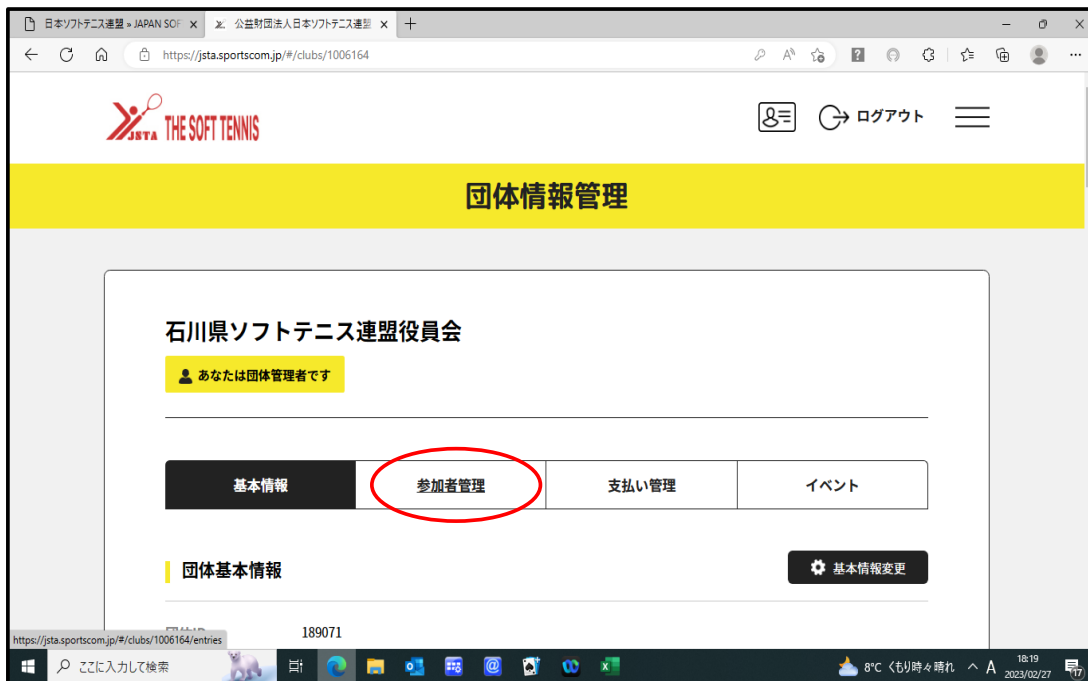 日本ソフトテニス連盟 » JAPAN SOF
公益財団法人日本ソフトテニス連盟
https://jsta.sportscom.jp/#/clubs/1006164
JSTA THE SOFT TENNIS
ログアウト
団体情報管理
石川県ソフトテニス連盟役員会
あなたは団体管理者です
基本情報
参加者管理
支払い管理
イベント
団体基本情報
基本情報変更
団体ID
189071
https://jsta.sportscom.jp/#/clubs/1006164/entries
ここに入力して検索
8°C くもり時々晴れ
A
18:19
2023/02/27
17